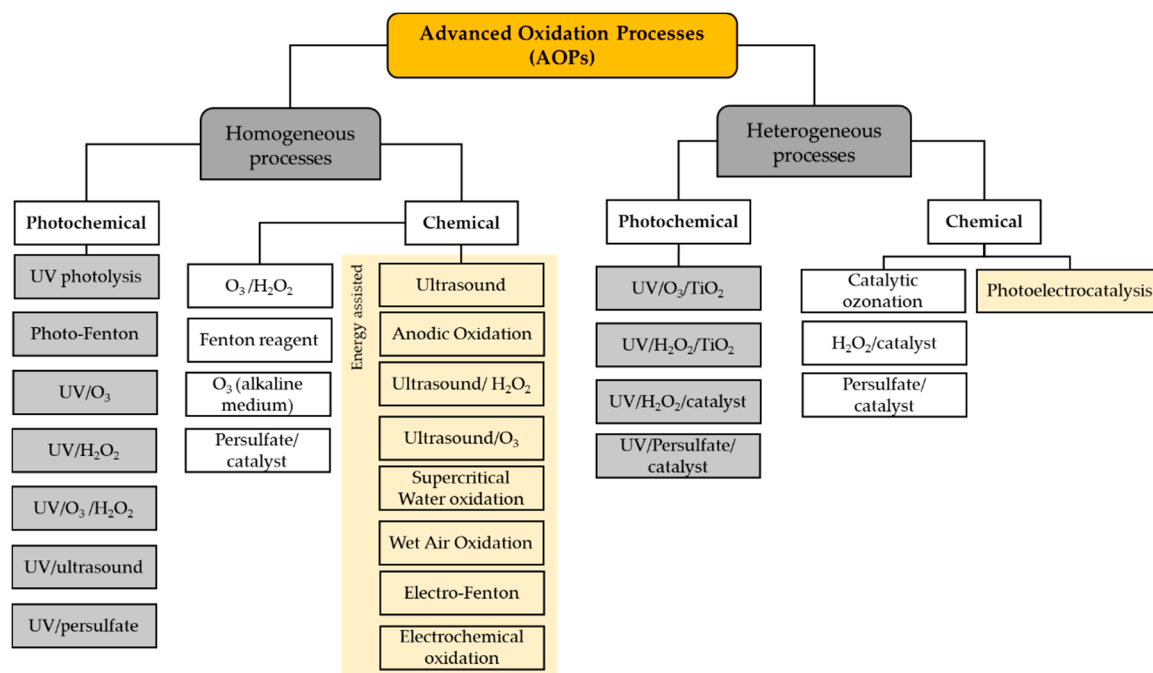 Advanced Oxidation Processes
(AOPs)
Homogeneous
processes
Heterogeneous
processes
Photochemical
Chemical
Photochemical
Chemical
UV photolysis
Photo-Fenton
UV/O₃
UV/H₂O₂
UV/O₃ /H₂O₂
UV/ultrasound
UV/persulfate
O₃/H₂O₂
Fenton reagent
O₃ (alkaline
medium)
Persulfate/
catalyst
Energy assisted
Ultrasound
Anodic Oxidation
Ultrasound/ H₂O₂
Ultrasound/O₃
Supercritical
Water oxidation
Wet Air Oxidation
Electro-Fenton
Electrochemical
oxidation
UV/O₃/TiO₂
UV/H₂O₂/TiO₂
UV/H₂O₂/catalyst
UV/Persulfate/
catalyst
Catalytic
ozonation
H₂O₂/catalyst
Persulfate/
catalyst
Photoelectrocatalysis